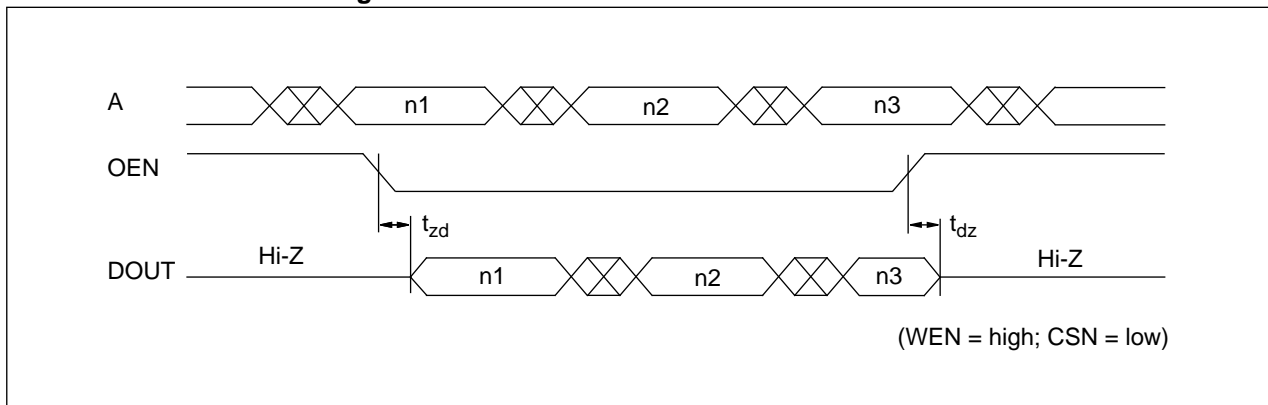 A n1 n2 n3
OEN
t_zd t_dz
Hi-Z Hi-Z
DOUT n1 n2 n3
(WEN = high; CSN = low)